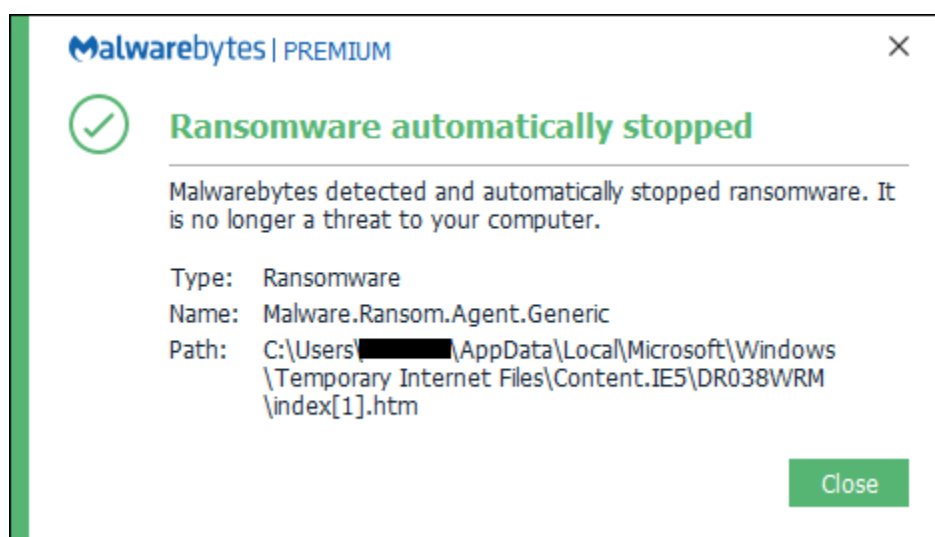 Malwarebytes | PREMIUM
Ransomware automatically stopped
Malwarebytes detected and automatically stopped ransomware. It
is no longer a threat to your computer.
Type: Ransomware
Name: Malware.Ransom.Agent.Generic
Path: C:\Users\ \AppData\Local\Microsoft\Windows
\Temporary Internet Files\Content.IE5\DR038WRM
\index[1].htm
Close